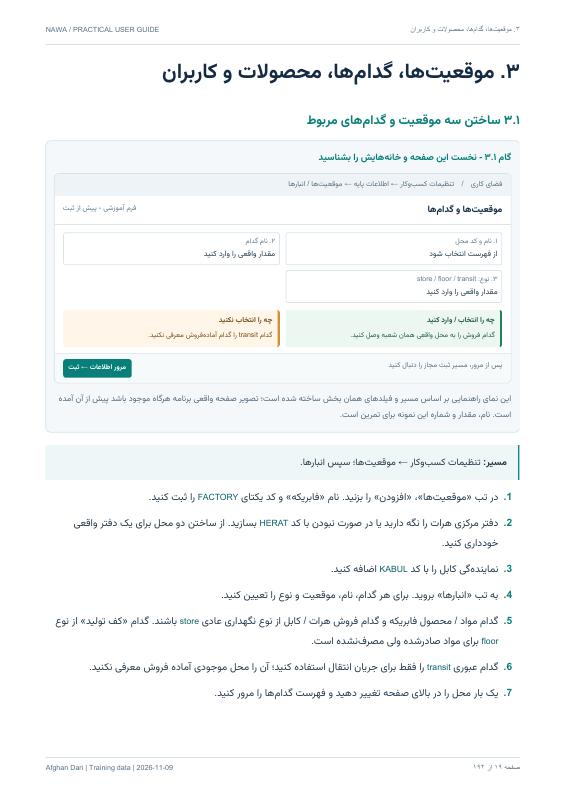 NAWA / PRACTICAL USER GUIDE
۳. موقعیت‌ها، گدام‌ها، محصولات و کاربران
۳. موقعیت‌ها، گدام‌ها، محصولات و کاربران
۳.۱ ساختن سه موقعیت و گدام‌های مربوط
گام ۳.۱ - نخست این صفحه و خانه‌هایش را بشناسید
فضای کاری / تنظیمات کسب‌وکار ← اطلاعات پایه ← موقعیت‌ها / انبارها
موقعیت‌ها و گدام‌ها
فرم آموزشی - پیش از ثبت
۱. نام و کد محل
از فهرست انتخاب شود
۲. نام گدام
مقدار واقعی را وارد کنید
۳. نوع: store / floor / transit
مقدار واقعی را وارد کنید
چه را انتخاب / وارد کنید
گدام فروش را به محل واقعی همان شعبه وصل کنید.
چه را انتخاب نکنید
گدام transit را گدام آماده‌فروش معرفی نکنید.
پس از مرور، مسیر ثبت مجاز را دنبال کنید
مرور اطلاعات ← ثبت
این نمای راهنمایی بر اساس مسیر و فیلدهای همان بخش ساخته شده است؛ تصویر صفحه واقعی برنامه هرگاه موجود باشد پیش از آن آمده
است. نام، مقدار و شماره این نمونه برای تمرین است.
مسیر: تنظیمات کسب‌وکار ← موقعیت‌ها؛ سپس انبارها.
1. در تب «موقعیت‌ها»، «افزودن» را بزنید. نام «فابریکه» و کد یکتای FACTORY را ثبت کنید.
2. دفتر مرکزی هرات را نگه دارید یا در صورت نبودن با کد HERAT بسازید. از ساختن دو محل برای یک دفتر واقعی
خودداری کنید.
3. نماینده‌گی کابل را با کد KABUL اضافه کنید.
4. به تب «انبارها» بروید. برای هر گدام، نام، موقعیت و نوع را تعیین کنید.
5. گدام مواد / محصول فابریکه و گدام فروش هرات / کابل از نوع نگهداری عادی store باشند. گدام «کف تولید» از نوع
floor برای مواد صادرشده ولی مصرف‌نشده است.
6. گدام عبوری transit را فقط برای جریان انتقال استفاده کنید؛ آن را محل موجودی آماده فروش معرفی نکنید.
7. یک بار محل را در بالای صفحه تغییر دهید و فهرست گدام‌ها را مرور کنید.
Afghan Dari | Training data | 2026-11-09
صفحه ۱۹ از ۱۹۲